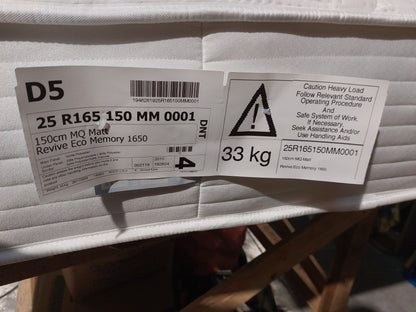 D5
25 R165 150 MM 0001
150cm MQ Matt
Revive Eco Memory 1650
DNT
4
33 kg
Caution Heavy Load
Follow Relevant Standard
Operating Procedure
And
Safe System of Work.
If Necessary,
Seek Assistance And/or
Use Handling Aids
25R165150MM0001
150cm MQ Matt
Revive Eco Memory 1650